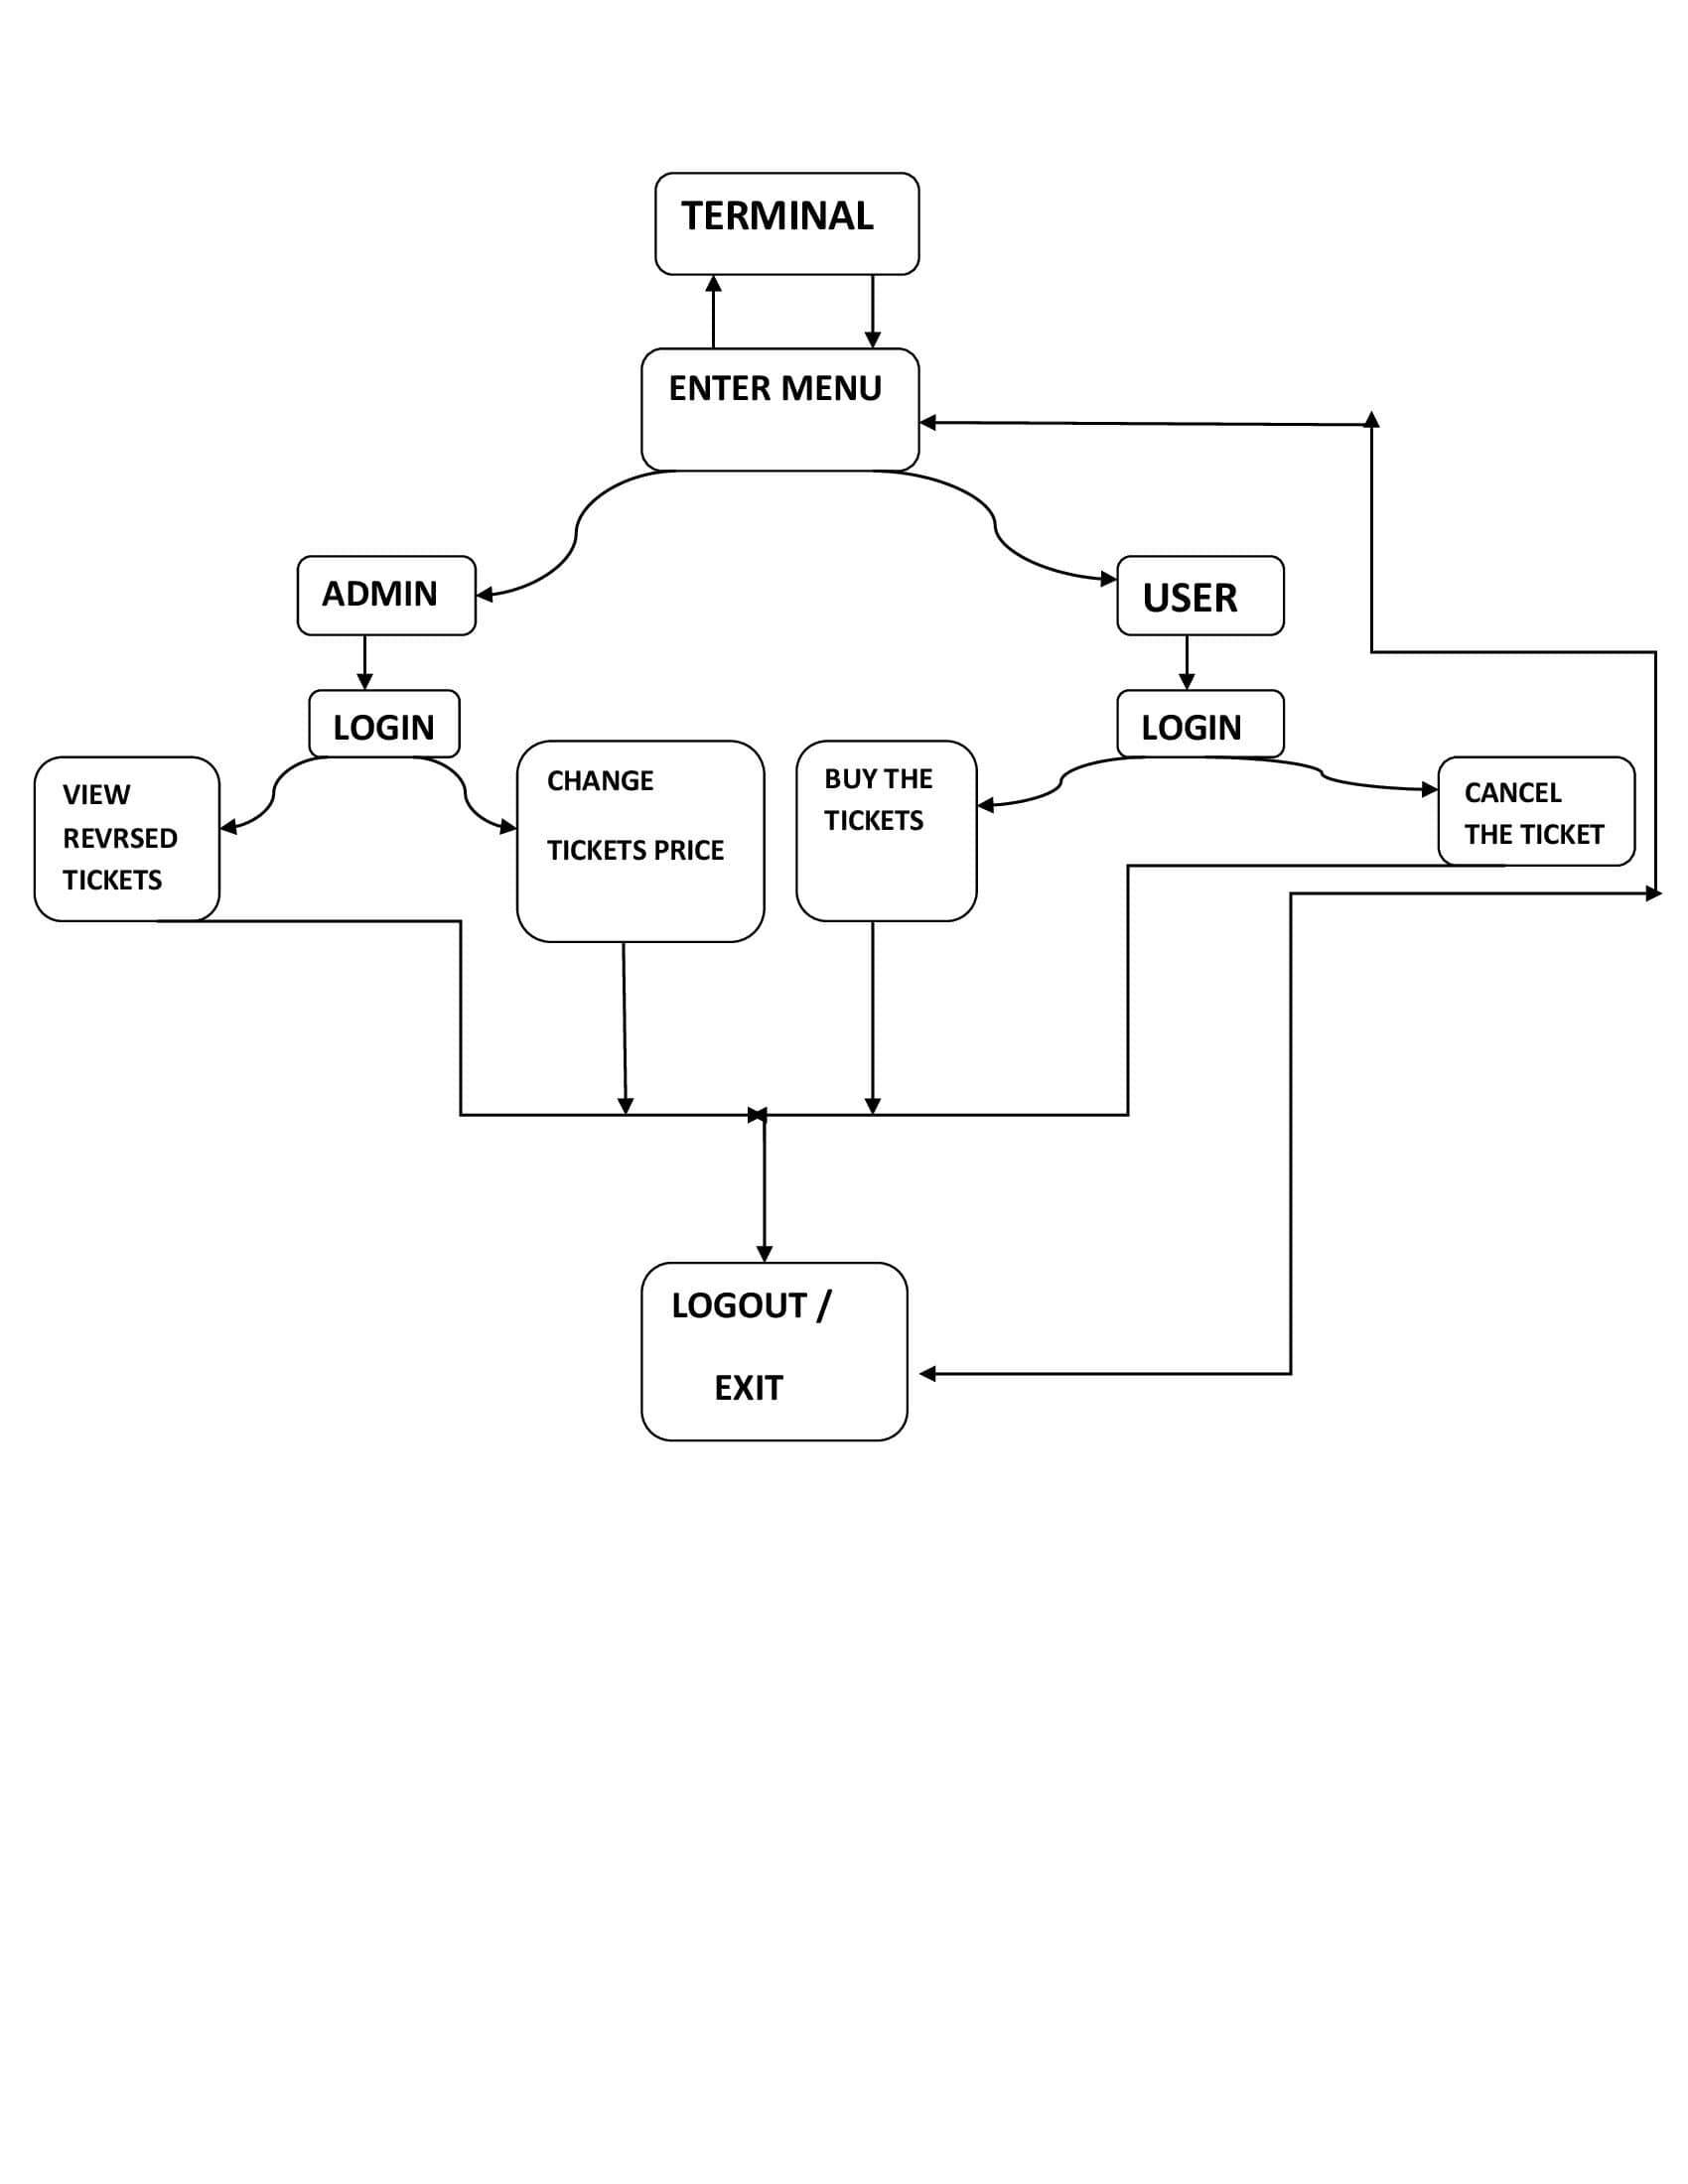 TERMINAL
ENTER MENU
ADMIN
USER
LOGIN
LOGIN
VIEW
REVRSED
TICKETS
CHANGE
TICKETS PRICE
BUY THE
TICKETS
CANCEL
THE TICKET
LOGOUT /
EXIT